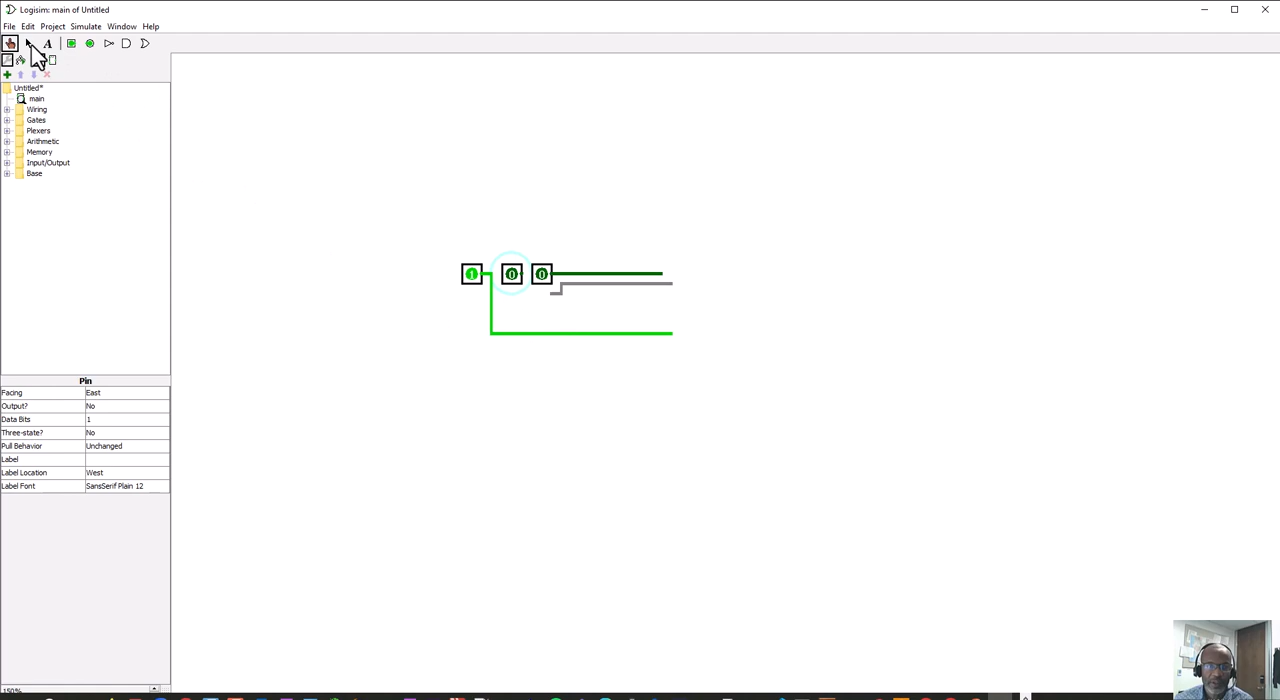 Logisim: main of Untitled
File Edit Project Simulate Window Help
A
Untitled*
main
Wiring
Gates
Plexers
Arithmetic
Memory
Input/Output
Base
1 0 0
Pin
Facing East
Output? No
Data Bits 1
Three-state? No
Pull Behavior Unchanged
Label
Label Location West
Label Font SansSerif Plain 12
150%